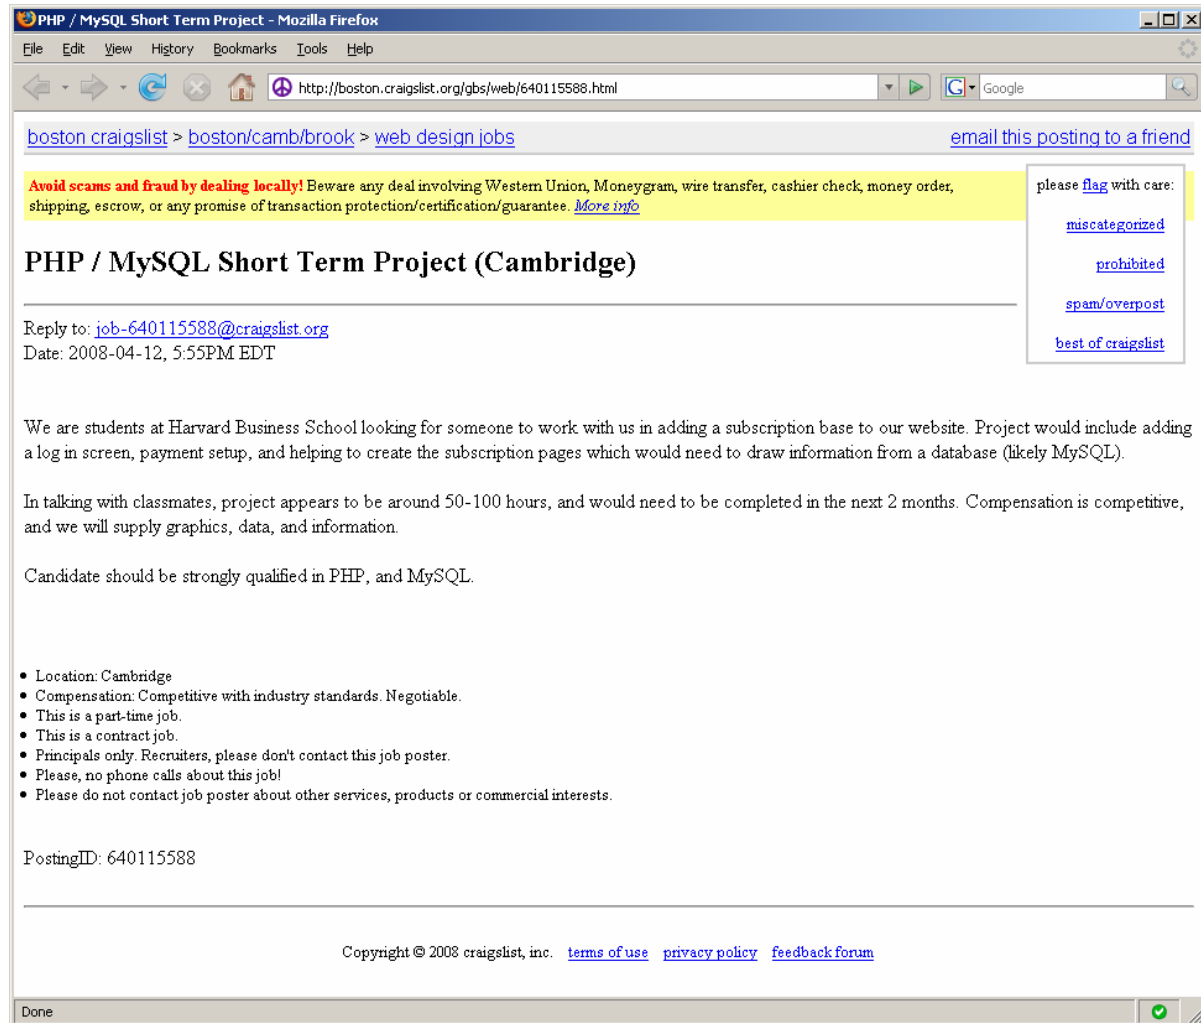 PHP / MySQL Short Term Project - Mozilla Firefox
File Edit View History Bookmarks Tools Help
http://boston.craigslist.org/gbs/web/640115588.html
G Google
boston craigslist > boston/camb/brook > web design jobs
email this posting to a friend
Avoid scams and fraud by dealing locally! Beware any deal involving Western Union, Moneygram, wire transfer, cashier check, money order,
shipping, escrow, or any promise of transaction protection/certification/guarantee. More info
please flag with care:
miscategorized
prohibited
spam/overpost
best of craigslist
PHP / MySQL Short Term Project (Cambridge)
Reply to: job-640115588@craigslist.org
Date: 2008-04-12, 5:55PM EDT
We are students at Harvard Business School looking for someone to work with us in adding a subscription base to our website. Project would include adding
a log in screen, payment setup, and helping to create the subscription pages which would need to draw information from a database (likely MySQL).
In talking with classmates, project appears to be around 50-100 hours, and would need to be completed in the next 2 months. Compensation is competitive,
and we will supply graphics, data, and information.
Candidate should be strongly qualified in PHP, and MySQL.
• Location: Cambridge
• Compensation: Competitive with industry standards. Negotiable.
• This is a part-time job.
• This is a contract job.
• Principals only. Recruiters, please don't contact this job poster.
• Please, no phone calls about this job!
• Please do not contact job poster about other services, products or commercial interests.
PostingID: 640115588
Copyright © 2008 craigslist, inc. terms of use privacy policy feedback forum
Done